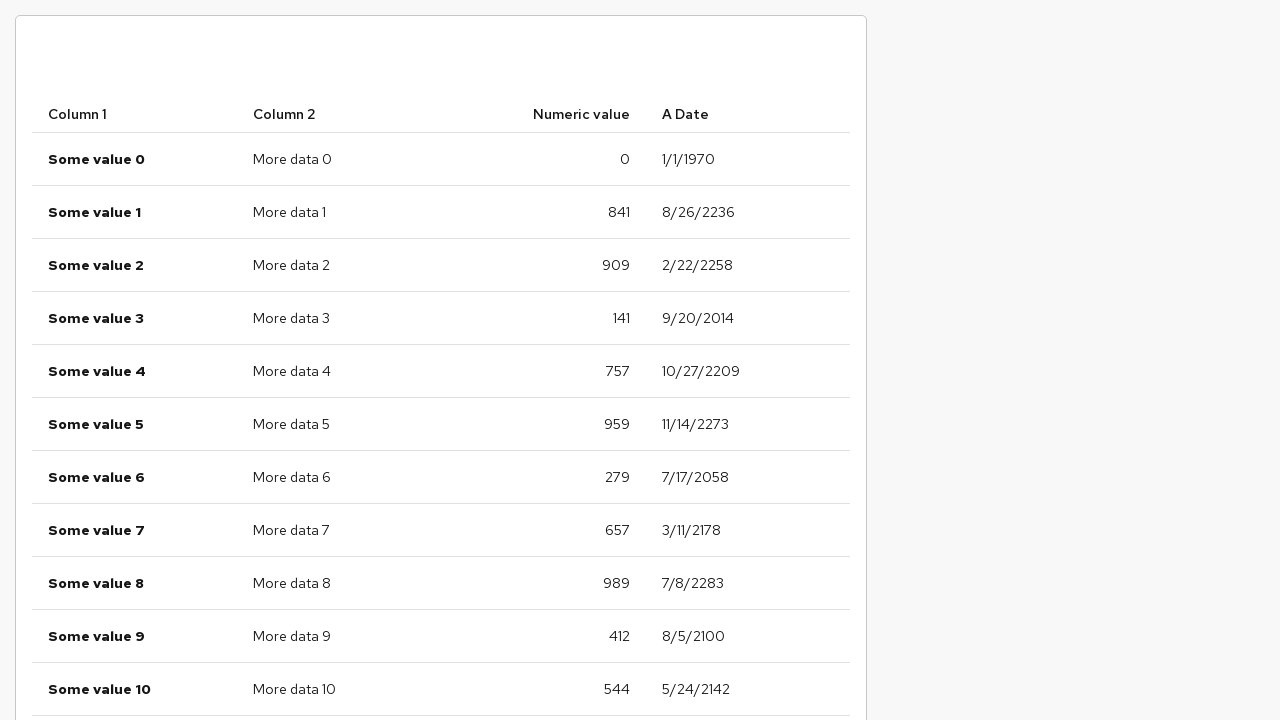 Column 1 Column 2 Numeric value A Date
Some value 0 More data 0 0 1/1/1970
Some value 1 More data 1 841 8/26/2236
Some value 2 More data 2 909 2/22/2258
Some value 3 More data 3 141 9/20/2014
Some value 4 More data 4 757 10/27/2209
Some value 5 More data 5 959 11/14/2273
Some value 6 More data 6 279 7/17/2058
Some value 7 More data 7 657 3/11/2178
Some value 8 More data 8 989 7/8/2283
Some value 9 More data 9 412 8/5/2100
Some value 10 More data 10 544 5/24/2142